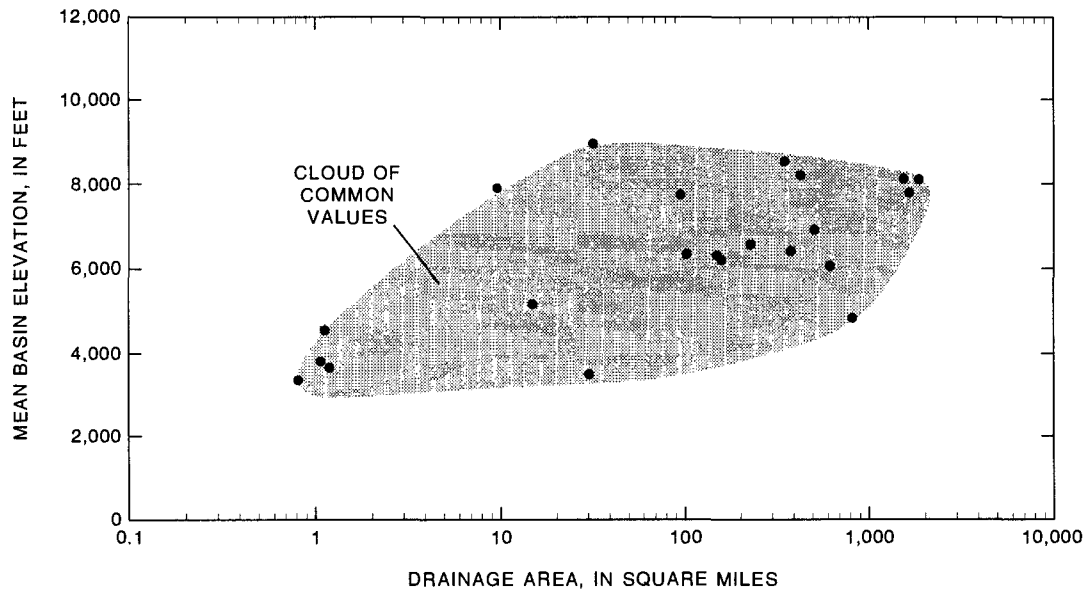 12,000
10,000
8,000
6,000
4,000
2,000
0
MEAN BASIN ELEVATION, IN FEET
CLOUD OF
COMMON
VALUES
0.1 1 10 100 1,000 10,000
DRAINAGE AREA, IN SQUARE MILES